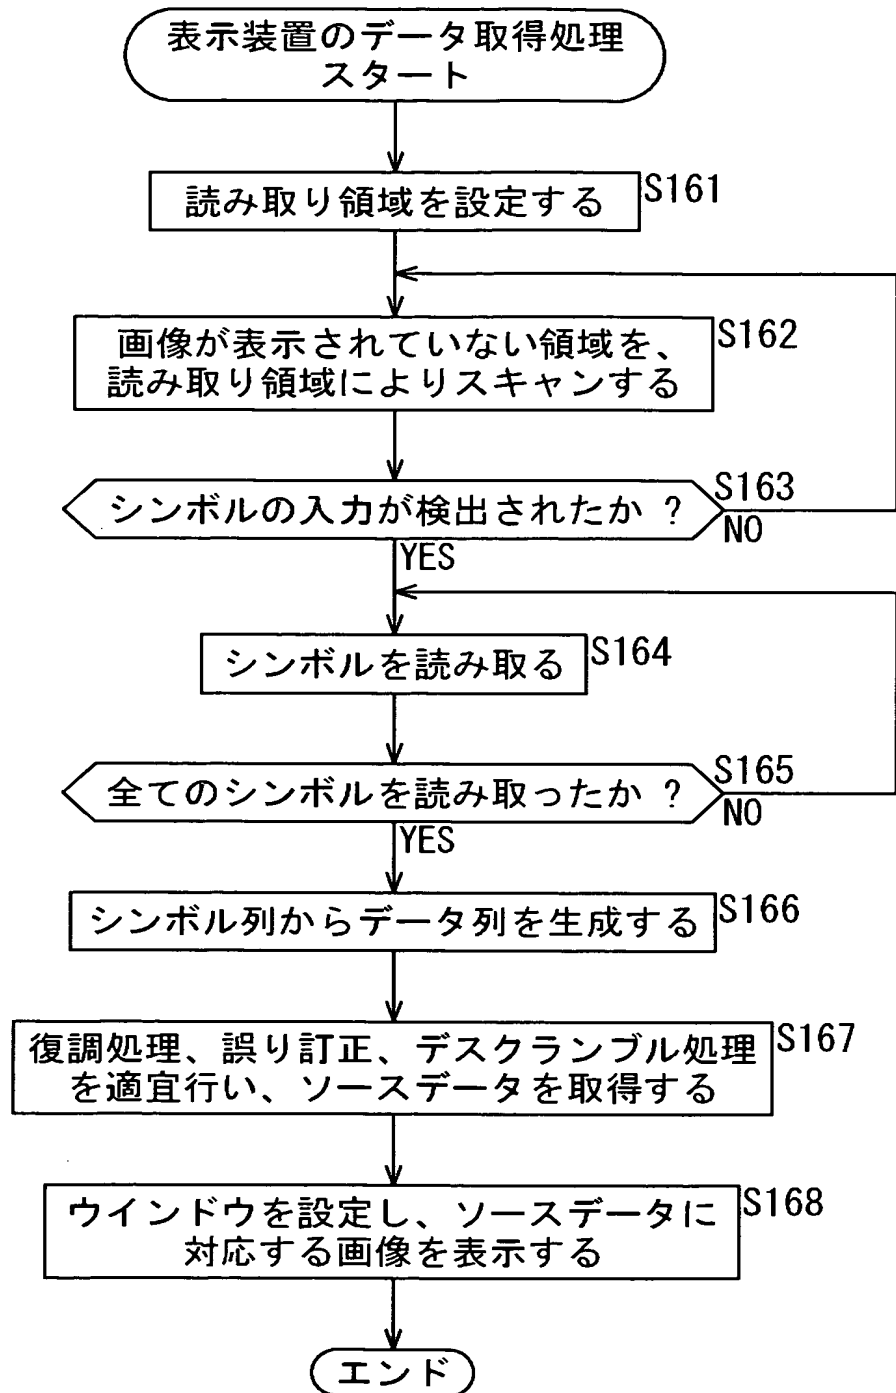 表示装置のデータ取得処理
スタート
読み取り領域を設定する
S161
画像が表示されていない領域を、
読み取り領域によりスキャンする
S162
シンボルの入力が検出されたか ?
S163
NO
YES
シンボルを読み取る
S164
全てのシンボルを読み取ったか ?
S165
NO
YES
シンボル列からデータ列を生成する
S166
復調処理、誤り訂正、デスクランブル処理
を適宜行い、ソースデータを取得する
S167
ウインドウを設定し、ソースデータに
対応する画像を表示する
S168
エンド